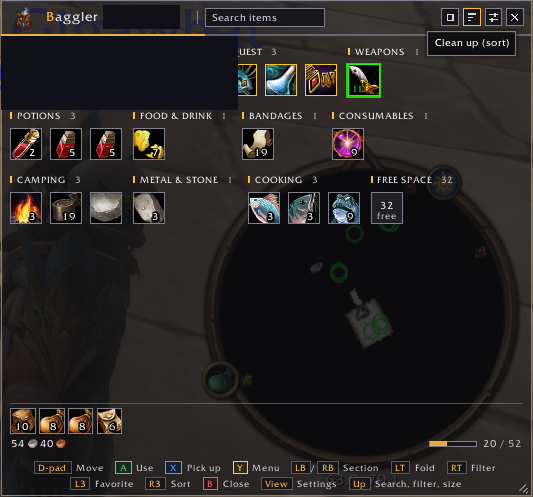 Baggler
Search items
Clean up (sort)
UEST 3
WEAPONS 1
11
POTIONS 3
FOOD & DRINK 1
BANDAGES 1
CONSUMABLES 1
2 5 5 7 19 9
CAMPING 3
METAL & STONE 1
COOKING 3
FREE SPACE 32
3 19 3 3 3 9
32
free
10 8 8 6
54 40
20 / 52
D-pad Move A Use X Pick up Y Menu LB / RB Section LT Fold RT Filter
L3 Favorite R3 Sort B Close View Settings Up Search, filter, size